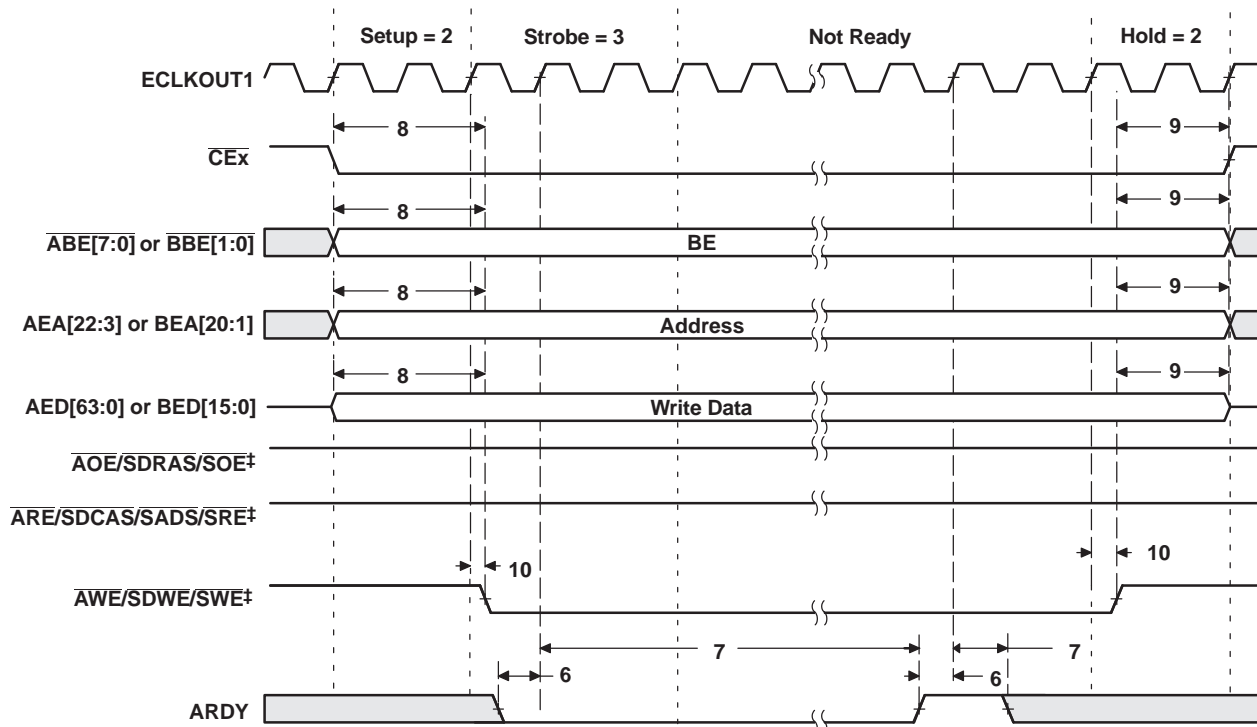 Setup = 2 Strobe = 3 Not Ready Hold = 2
ECLKOUT1
8 9
CEx
8 9
ABE[7:0] or BBE[1:0] BE
8 9
AEA[22:3] or BEA[20:1] Address
8 9
AED[63:0] or BED[15:0] Write Data
AOE/SDRAS/SOE‡
ARE/SDCAS/SADS/SRE‡
10 10
AWE/SDWE/SWE‡
7 7
6 6
ARDY